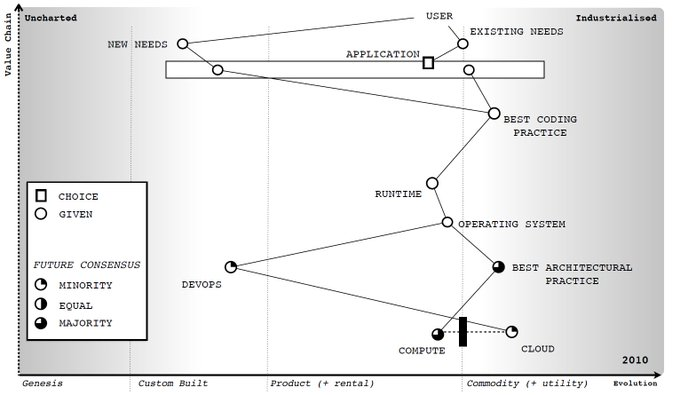 Uncharted
USER
Industrialised
Value Chain
NEW NEEDS
EXISTING NEEDS
APPLICATION
BEST CODING
PRACTICE
RUNTIME
OPERATING SYSTEM
CHOICE
GIVEN
FUTURE CONSENSUS
MINORITY
EQUAL
MAJORITY
DEVOPS
BEST ARCHITECTURAL
PRACTICE
COMPUTE
CLOUD
2010
Genesis
Custom Built
Product (+ rental)
Commodity (+ utility)
Evolution